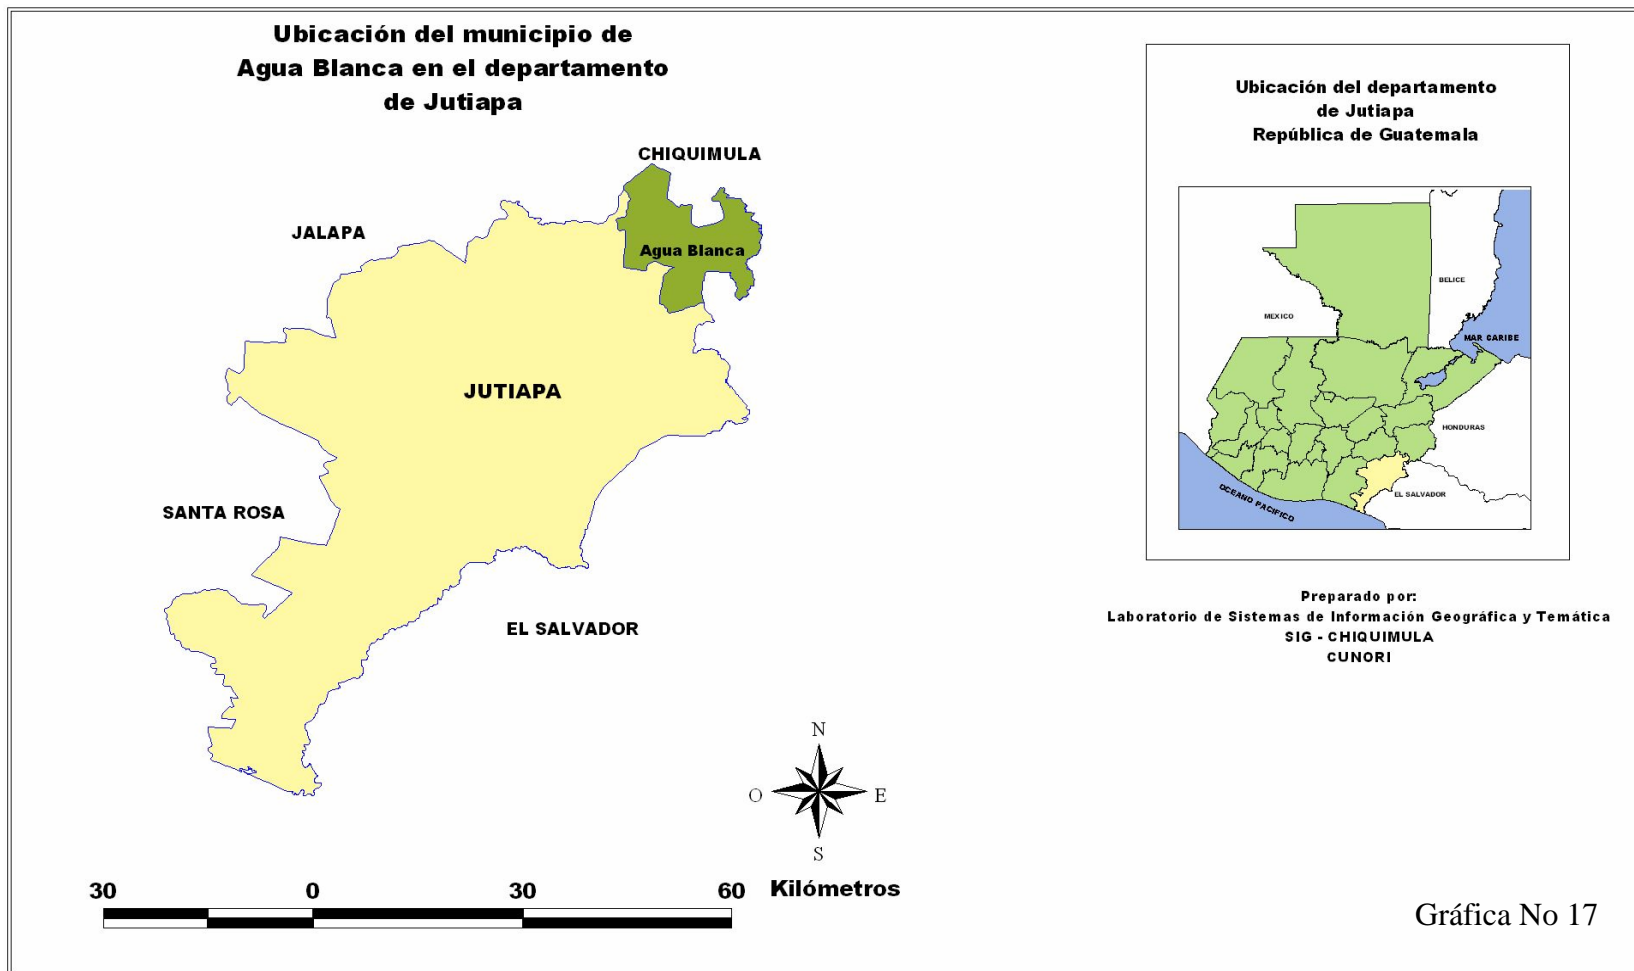 Ubicación del municipio de
Agua Blanca en el departamento
de Jutiapa
CHIQUIMULA
JALAPA
Agua Blanca
JUTIAPA
SANTA ROSA
EL SALVADOR
N
O
E
S
30 0 30 60 Kilómetros
Ubicación del departamento
de Jutiapa
República de Guatemala
BELICE
MEXICO
MAR CARIBE
HONDURAS
EL SALVADOR
OCEANO PACIFICO
Preparado por:
Laboratorio de Sistemas de Información Geográfica y Temática
SIG - CHIQUIMULA
CUNORI
Gráfica No 17